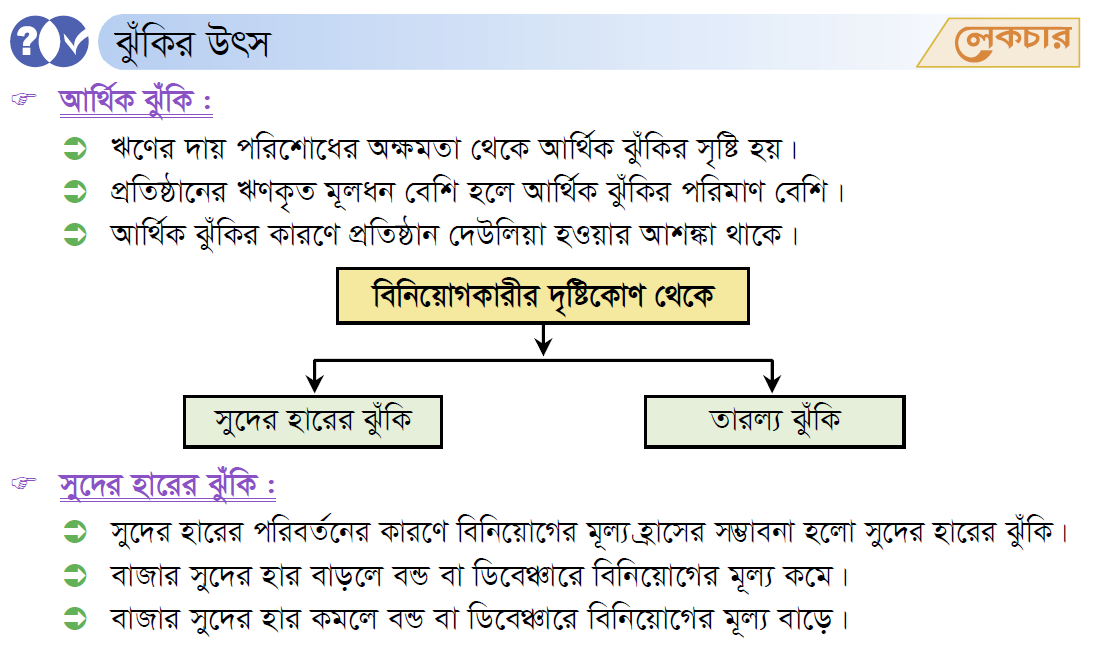 ঝুঁকির উৎস
লেকচার
আর্থিক ঝুঁকি :
ঋণের দায় পরিশোধের অক্ষমতা থেকে আর্থিক ঝুঁকির সৃষ্টি হয়।
প্রতিষ্ঠানের ঋণকৃত মূলধন বেশি হলে আর্থিক ঝুঁকির পরিমাণ বেশি।
আর্থিক ঝুঁকির কারণে প্রতিষ্ঠান দেউলিয়া হওয়ার আশঙ্কা থাকে।
বিনিয়োগকারীর দৃষ্টিকোণ থেকে
সুদের হারের ঝুঁকি
তারল্য ঝুঁকি
সুদের হারের ঝুঁকি :
সুদের হারের পরিবর্তনের কারণে বিনিয়োগের মূল্য হ্রাসের সম্ভাবনা হলো সুদের হারের ঝুঁকি।
বাজার সুদের হার বাড়লে বন্ড বা ডিবেঞ্চারে বিনিয়োগের মূল্য কমে।
বাজার সুদের হার কমলে বন্ড বা ডিবেঞ্চারে বিনিয়োগের মূল্য বাড়ে।